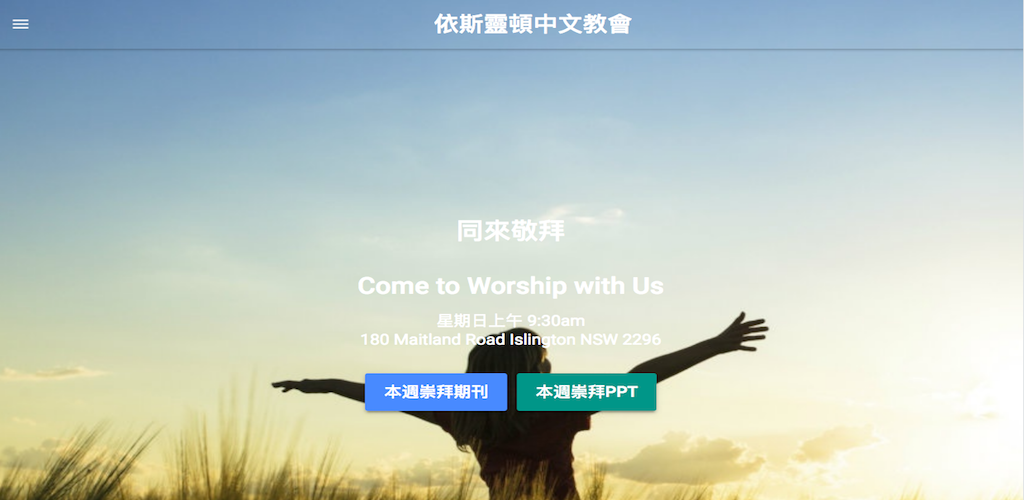 依斯靈頓中文教會
同來敬拜
Come to Worship with Us
星期日上午 9:30am
180 Maitland Road Islington NSW 2296
本週崇拜期刊
本週崇拜PPT